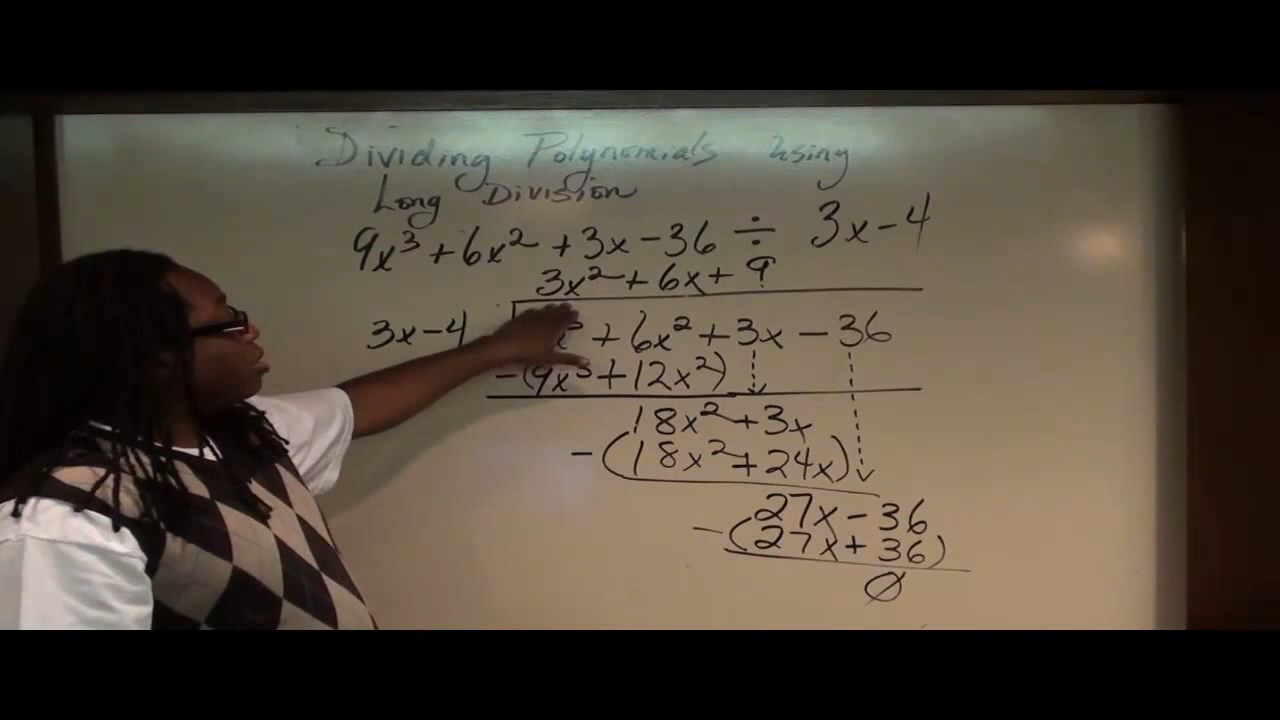 Dividing Polynomials Using
Long Division
9x³ + 6x² + 3x - 36 ÷ 3x - 4
3x² + 6x + 9
3x - 4 x³ + 6x² + 3x - 36
-(9x³ + 12x²)
18x² + 3x
-(18x² + 24x)
27x - 36
-(27x + 36)
0